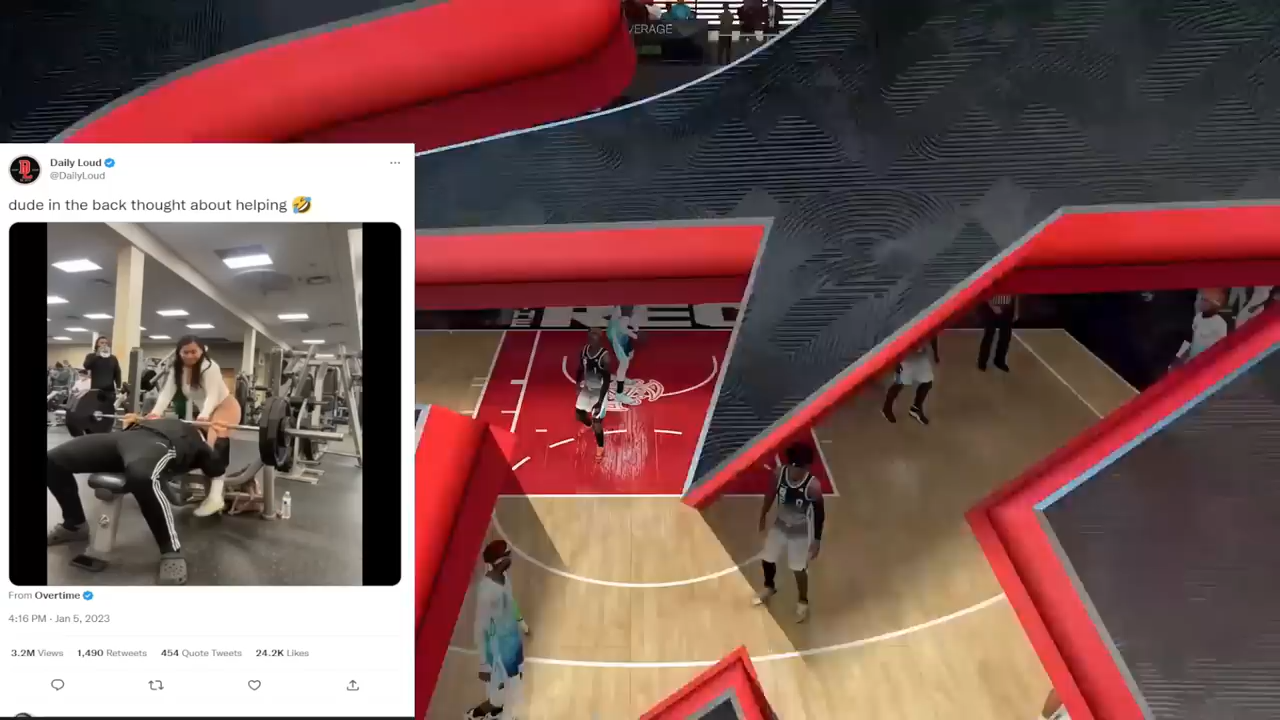 VERAGE
Daily Loud
@DailyLoud
dude in the back thought about helping 🤣
REC
From Overtime
4:16 PM · Jan 5, 2023
3.2M Views 1,490 Retweets 454 Quote Tweets 24.2K Likes